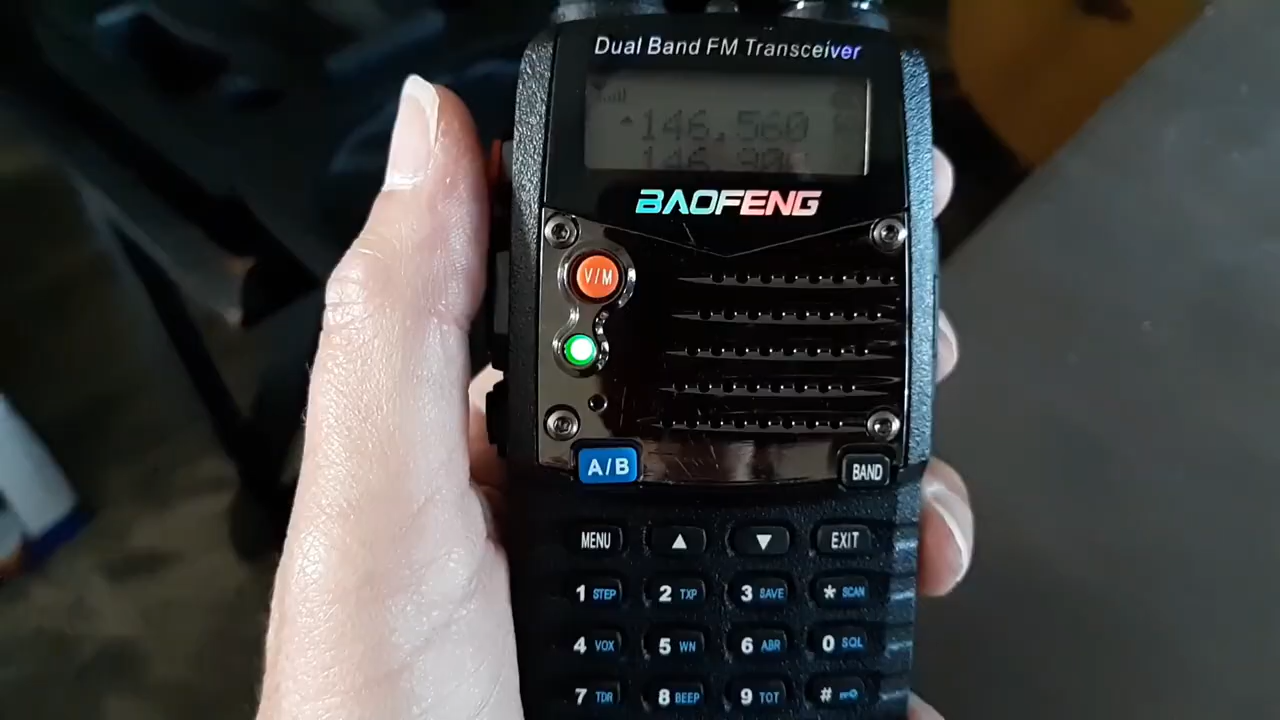 Dual Band FM Transceiver
146.560
BAOFENG
V/M
A/B BAND
MENU ▲ ▼ EXIT
1 STEP 2 TXP 3 SAVE * SCAN
4 VOX 5 WN 6 ABR 0 SQL
7 TDR 8 BEEP 9 TOT #